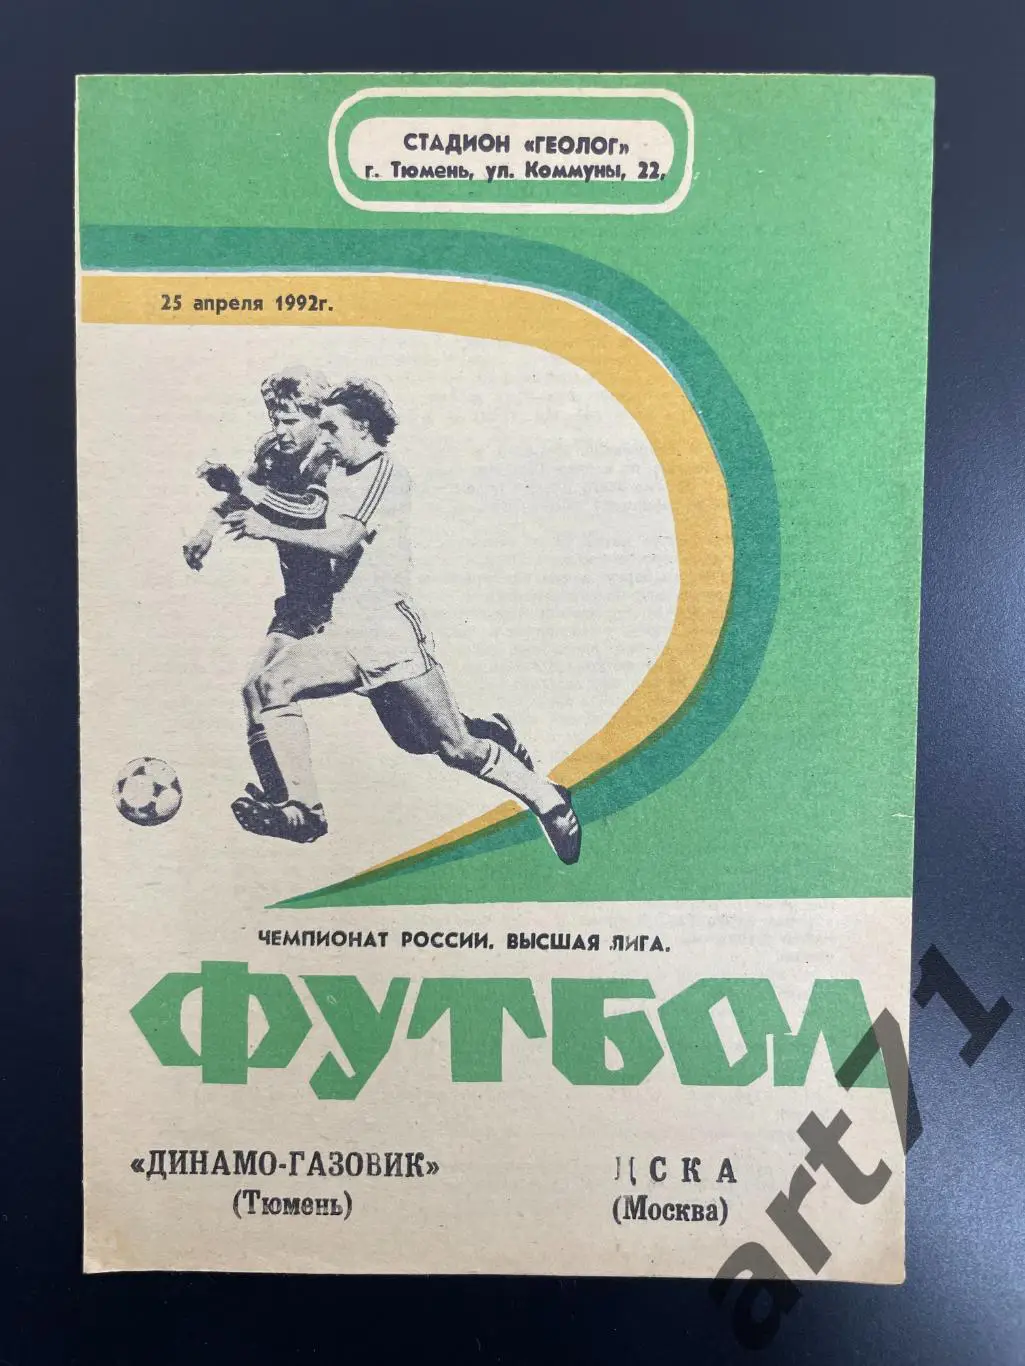 СТАДИОН «ГЕОЛОГ»
г. Тюмень, ул. Коммуны, 22,
25 апреля 1992г.
ЧЕМПИОНАТ РОССИИ. ВЫСШАЯ ЛИГА.
ФУТБОЛ
«ДИНАМО-ГАЗОВИК»
(Тюмень)
ЦСКА
(Москва)
art71